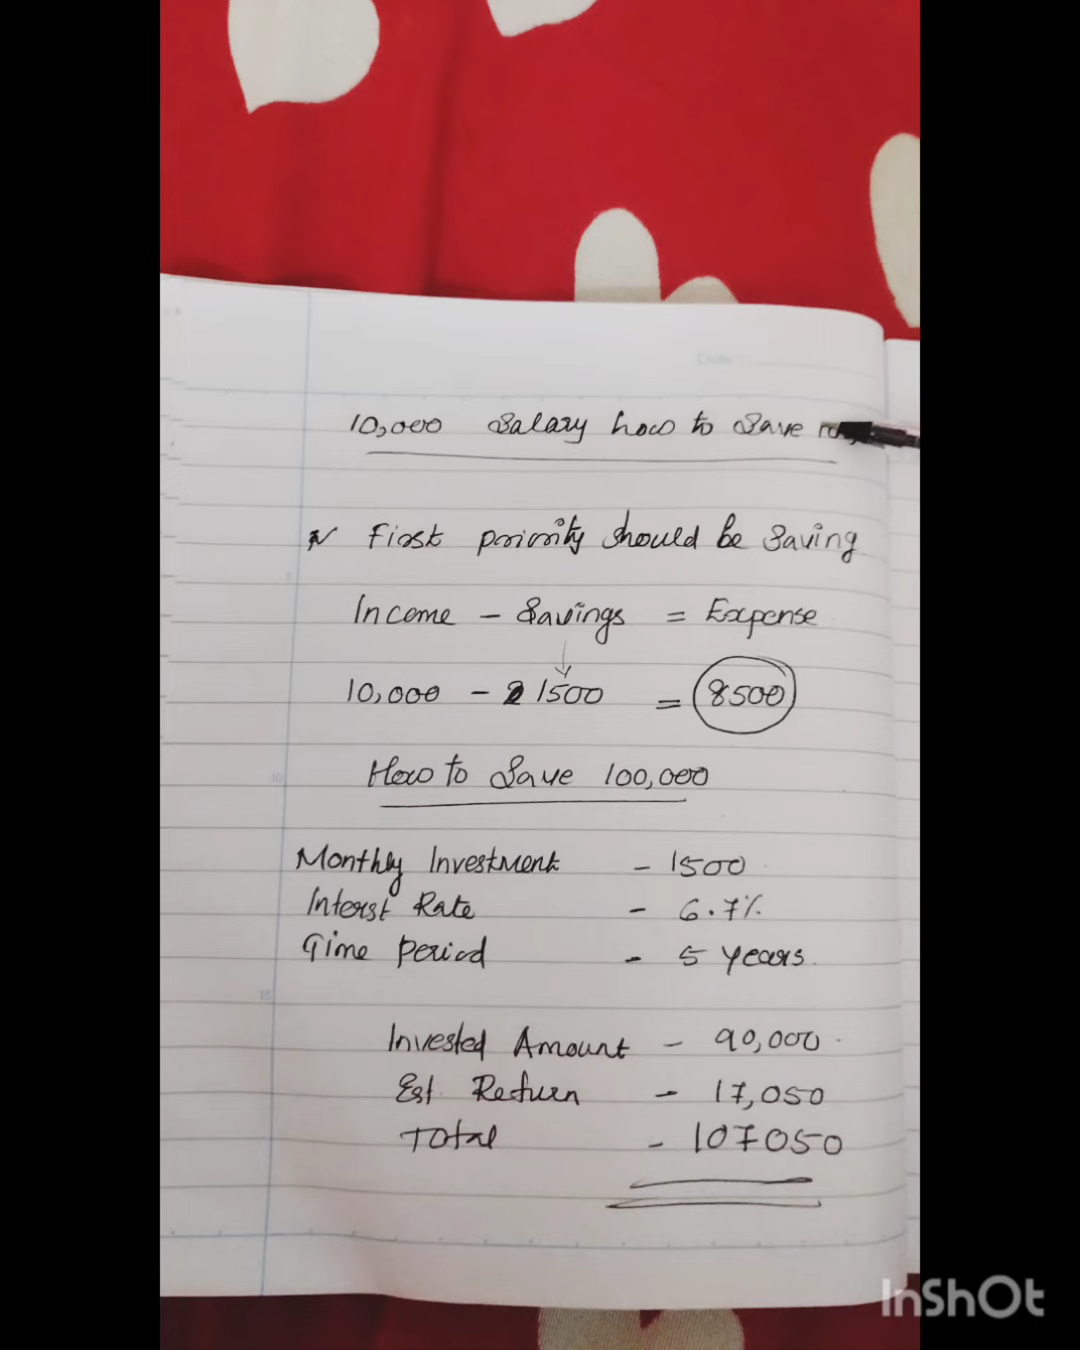 10,000 Salary how to Save
First priority should be Saving
Income - Savings = Expense
10,000 - 1500 = 8500
How to Save 100,000
Monthly Investment - 1500
Interst Rate - 6.7%
Time Period - 5 years.
Invested Amount - 90,000
Est. Return - 17,050
Total - 107050
InShOt